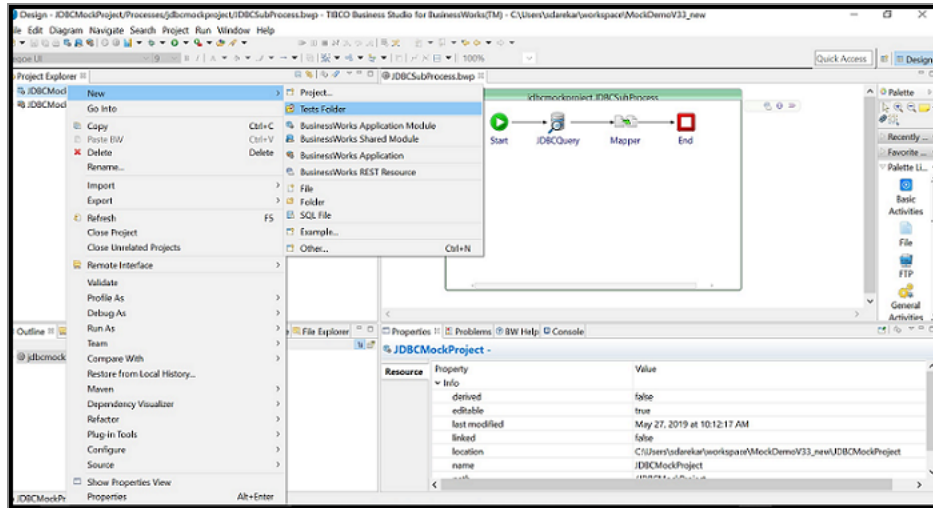 Design - JDBCMockProject/Processes/jdbcmockproject/JDBCSubProcess.bwp - TIBCO Business Studio for BusinessWorks(TM) - C:\Users\sdarekar\workspace\MockDemoV33_new
ile Edit Diagram Navigate Search Project Run Window Help
100%
Quick Access
Design
Project Explorer
JDBCMod
JDBCMod
New
Go Into
Copy Ctrl+C
Paste BW Ctrl+V
Delete Delete
Rename...
Import
Export
Refresh F5
Close Project
Close Unrelated Projects
Remote Interface
Validate
Profile As
Debug As
Run As
Team
Compare With
Restore from Local History...
Maven
Dependency Visualizer
Refactor
Plug-in Tools
Configure
Source
Show Properties View
Properties Alt+Enter
Project...
Tests Folder
BusinessWorks Application Module
BusinessWorks Shared Module
BusinessWorks Application
BusinessWorks REST Resource
File
Folder
SQL File
Example...
Other... Ctrl+N
JDBCSubProcess.bwp
jdbcmockproject.JDBCSubProcess
Start
JDBCQuery
Mapper
End
Palette
Recently ...
Favorite ...
Palette Li...
Basic
Activities
File
FTP
General
Activities
Outline
jdbcmock
File Explorer
Properties
Problems
BW Help
Console
JDBCMockProject -
Resource
Property Value
Info
derived false
editable true
last modified May 27, 2019 at 10:12:17 AM
linked false
location C:\Users\sdarekar\workspace\MockDemoV33_new\JDBCMockProject
name JDBCMockProject
JDBCMockPr